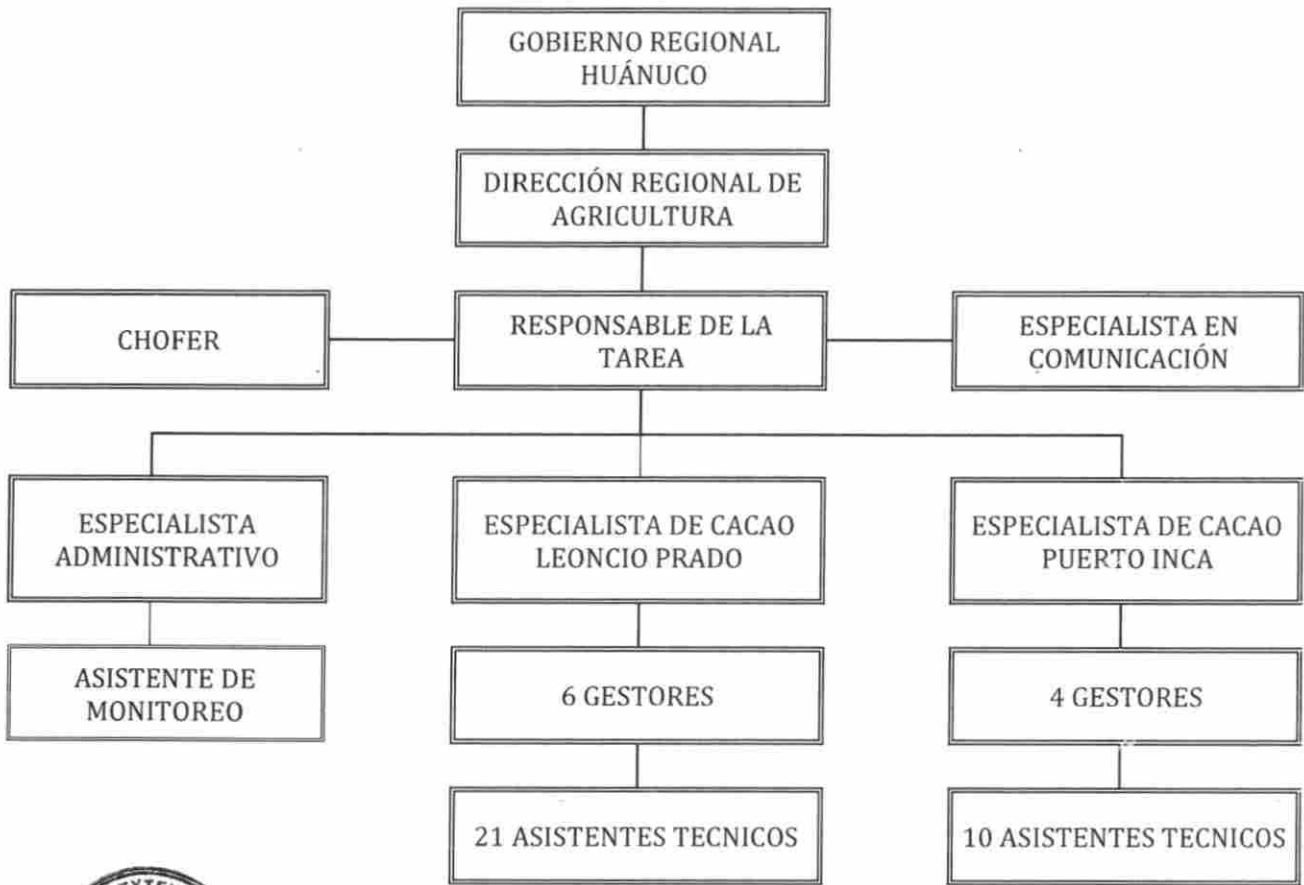 GOBIERNO REGIONAL
HUÁNUCO
DIRECCIÓN REGIONAL DE
AGRICULTURA
CHOFER
RESPONSABLE DE LA
TAREA
ESPECIALISTA EN
COMUNICACIÓN
ESPECIALISTA
ADMINISTRATIVO
ESPECIALISTA DE CACAO
LEONCIO PRADO
ESPECIALISTA DE CACAO
PUERTO INCA
ASISTENTE DE
MONITOREO
6 GESTORES
4 GESTORES
21 ASISTENTES TECNICOS
10 ASISTENTES TECNICOS